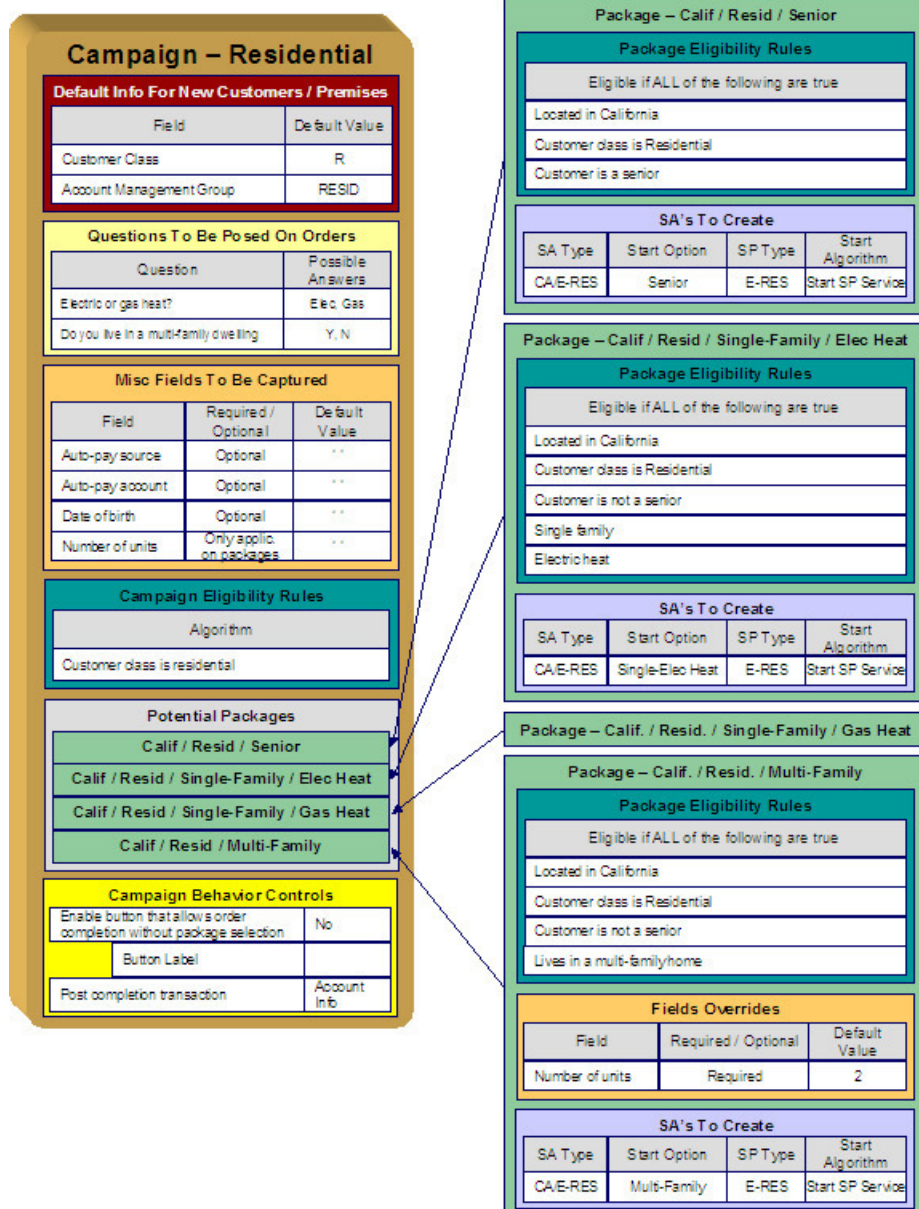 Campaign – Residential
Default Info For New Customers / Premises
Field Default Value
Customer Class R
Account Management Group RESID
Questions To Be Posed On Orders
Question Possible Answers
Electric or gas heat? Elec, Gas
Do you live in a multi-family dwelling Y, N
Misc Fields To Be Captured
Field Required / Optional Default Value
Auto-pay source Optional " "
Auto-pay account Optional " "
Date of birth Optional " "
Number of units Only applic. on packages " "
Campaign Eligibility Rules
Algorithm
Customer class is residential
Potential Packages
Calif / Resid / Senior
Calif / Resid / Single-Family / Elec Heat
Calif / Resid / Single-Family / Gas Heat
Calif / Resid / Multi-Family
Campaign Behavior Controls
Enable button that allows order completion without package selection No
Button Label
Post completion transaction Account Info
Package – Calif / Resid / Senior
Package Eligibility Rules
Eligible if ALL of the following are true
Located in California
Customer class is Residential
Customer is a senior
SA's To Create
SA Type Start Option SP Type Start Algorithm
CA/E-RES Senior E-RES Start SP Service
Package – Calif / Resid / Single-Family / Elec Heat
Package Eligibility Rules
Eligible if ALL of the following are true
Located in California
Customer class is Residential
Customer is not a senior
Single family
Electric heat
SA's To Create
SA Type Start Option SP Type Start Algorithm
CA/E-RES Single-Elec Heat E-RES Start SP Service
Package – Calif. / Resid. / Single-Family / Gas Heat
Package – Calif. / Resid. / Multi-Family
Package Eligibility Rules
Eligible if ALL of the following are true
Located in California
Customer class is Residential
Customer is not a senior
Lives in a multi-family home
Fields Overrides
Field Required / Optional Default Value
Number of units Required 2
SA's To Create
SA Type Start Option SP Type Start Algorithm
CA/E-RES Multi-Family E-RES Start SP Service